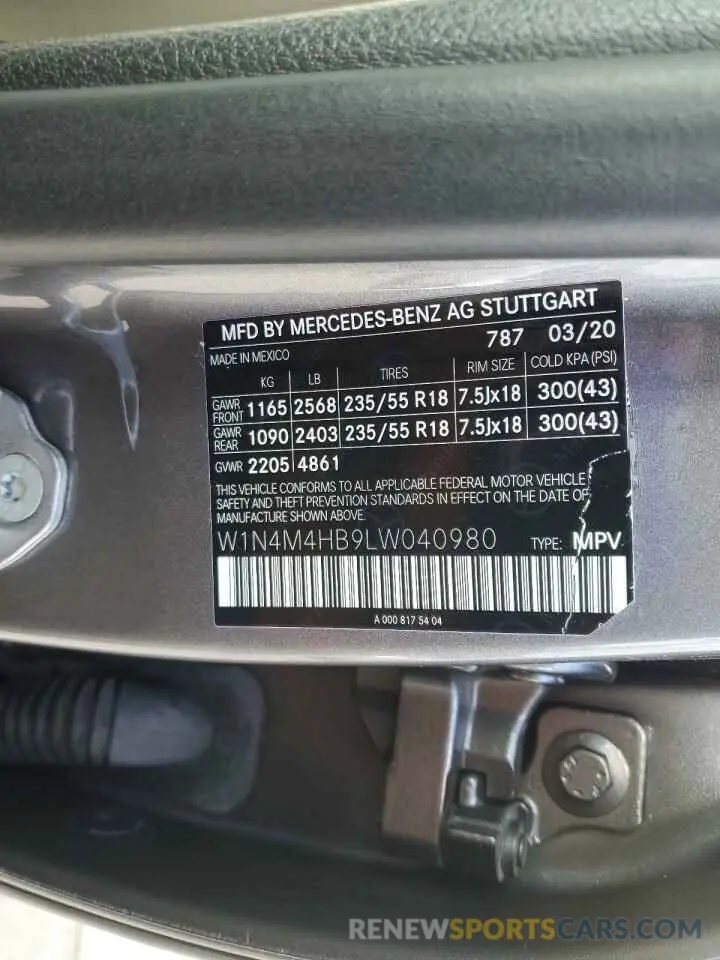 MFD BY MERCEDES-BENZ AG STUTTGART
MADE IN MEXICO 787 03/20
KG LB TIRES RIM SIZE COLD KPA (PSI)
GAWR FRONT 1165 2568 235/55 R18 7.5Jx18 300(43)
GAWR REAR 1090 2403 235/55 R18 7.5Jx18 300(43)
GVWR 2205 4861
THIS VEHICLE CONFORMS TO ALL APPLICABLE FEDERAL MOTOR VEHICLE
SAFETY AND THEFT PREVENTION STANDARDS IN EFFECT ON THE DATE OF
MANUFACTURE
W1N4M4HB9LW040980 TYPE: MPV
A 000 817 54 04
RENEWSPORTSCARS.COM